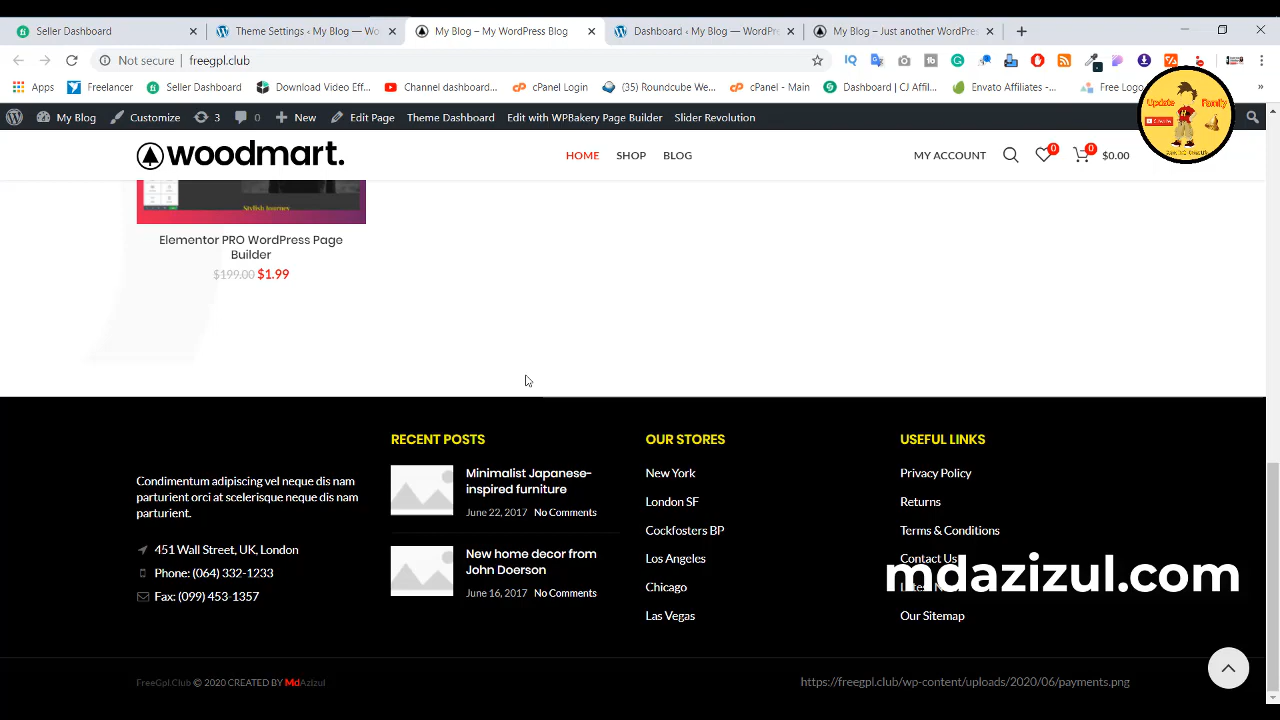 Seller Dashboard
Theme Settings ‹ My Blog — Wo
My Blog – My WordPress Blog
Dashboard ‹ My Blog — WordPr
My Blog – Just another WordPres
Not secure | freegpl.club
Apps
Freelancer
Seller Dashboard
Download Video Eff...
Channel dashboard...
cPanel Login
(35) Roundcube We...
cPanel - Main
Dashboard | CJ Affil...
Envato Affiliates -...
Free Logo
Update Family
My Blog
Customize
3
0
New
Edit Page
Theme Dashboard
Edit with WPBakery Page Builder
Slider Revolution
woodmart.
HOME
SHOP
BLOG
MY ACCOUNT
0
0
$0.00
Stylish Journey
Elementor PRO WordPress Page
Builder
$199.00 $1.99
Condimentum adipiscing vel neque dis nam
parturient orci at scelerisque neque dis nam
parturient.
451 Wall Street, UK, London
Phone: (064) 332-1233
Fax: (099) 453-1357
RECENT POSTS
Minimalist Japanese-
inspired furniture
June 22, 2017 No Comments
New home decor from
John Doerson
June 16, 2017 No Comments
OUR STORES
New York
London SF
Cockfosters BP
Los Angeles
Chicago
Las Vegas
USEFUL LINKS
Privacy Policy
Returns
Terms & Conditions
Contact Us
Our Sitemap
mdazizul.com
FreeGpl.Club © 2020 CREATED BY MdAzizul
https://freegpl.club/wp-content/uploads/2020/06/payments.png